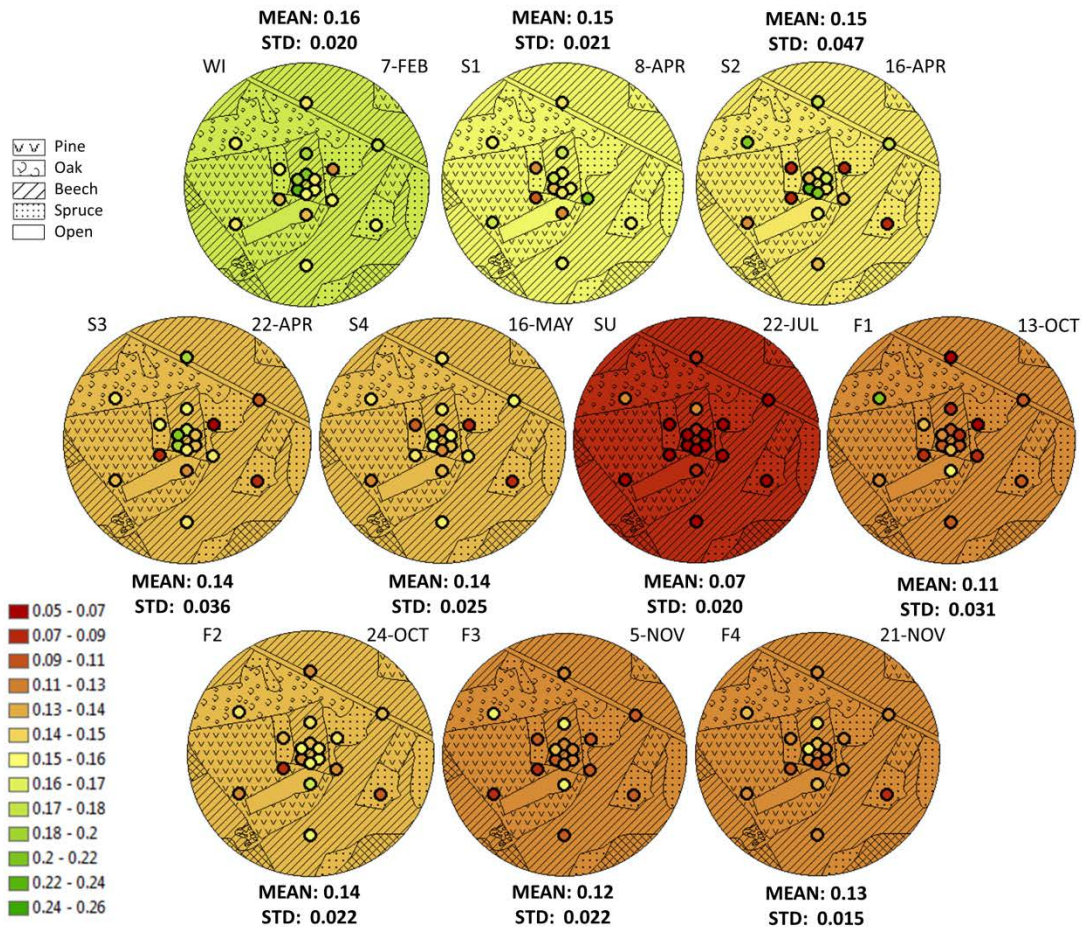 MEAN: 0.16
STD: 0.020
MEAN: 0.15
STD: 0.021
MEAN: 0.15
STD: 0.047
WI
7-FEB
S1
8-APR
S2
16-APR
Pine
Oak
Beech
Spruce
Open
S3
22-APR
S4
16-MAY
SU
22-JUL
F1
13-OCT
MEAN: 0.14
STD: 0.036
MEAN: 0.14
STD: 0.025
MEAN: 0.07
STD: 0.020
MEAN: 0.11
STD: 0.031
0.05 - 0.07
0.07 - 0.09
0.09 - 0.11
0.11 - 0.13
0.13 - 0.14
0.14 - 0.15
0.15 - 0.16
0.16 - 0.17
0.17 - 0.18
0.18 - 0.2
0.2 - 0.22
0.22 - 0.24
0.24 - 0.26
F2
24-OCT
F3
5-NOV
F4
21-NOV
MEAN: 0.14
STD: 0.022
MEAN: 0.12
STD: 0.022
MEAN: 0.13
STD: 0.015